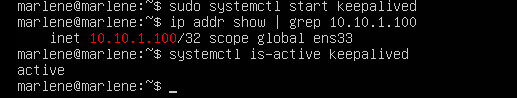 marlene@marlene:~$ sudo systemctl start keepalived
marlene@marlene:~$ ip addr show | grep 10.10.1.100
    inet 10.10.1.100/32 scope global ens33
marlene@marlene:~$ systemctl is-active keepalived
active
marlene@marlene:~$ _